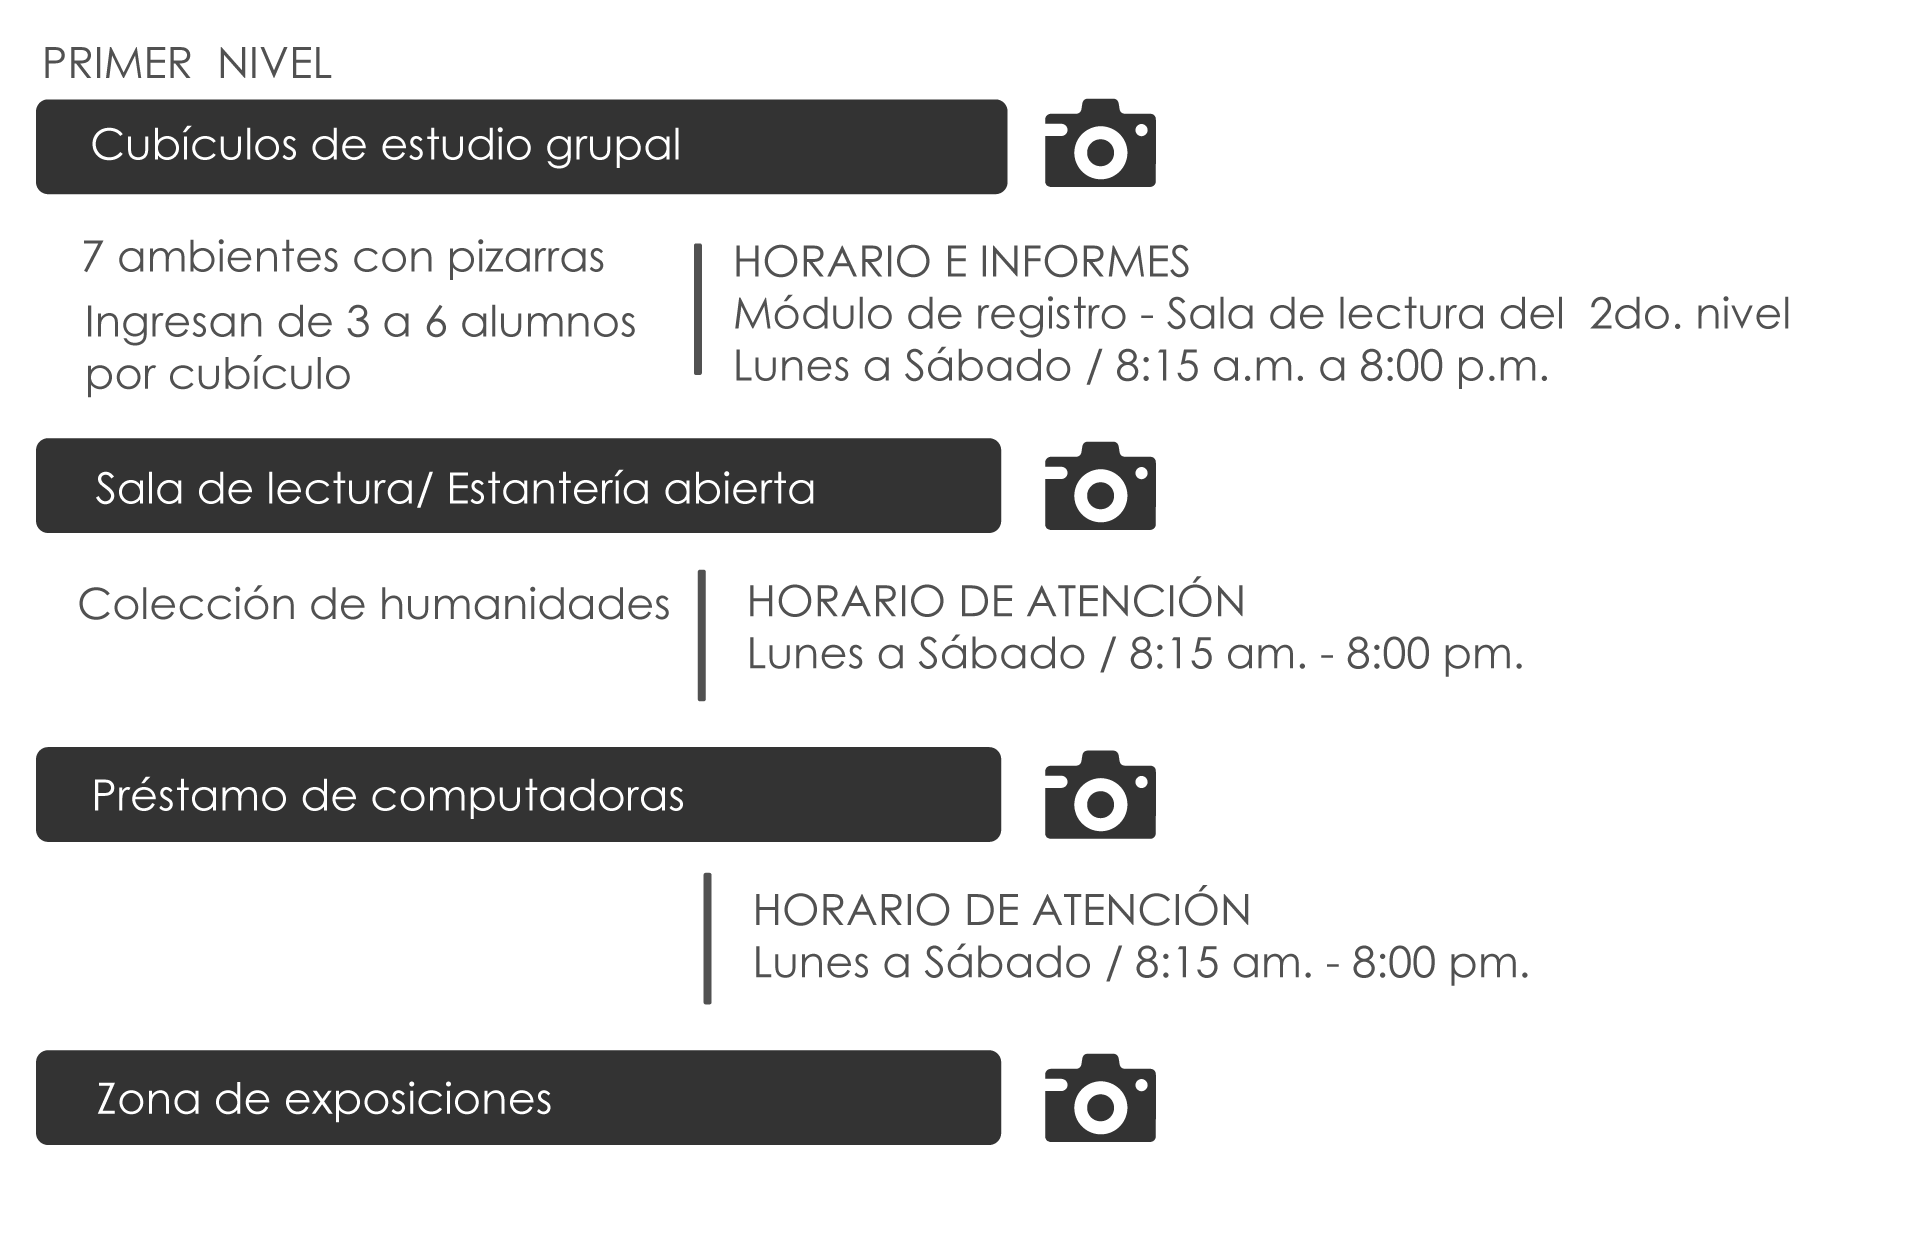 PRIMER NIVEL
Cubículos de estudio grupal
7 ambientes con pizarras
Ingresan de 3 a 6 alumnos
por cubículo
HORARIO E INFORMES
Módulo de registro - Sala de lectura del 2do. nivel
Lunes a Sábado / 8:15 a.m. a 8:00 p.m.
Sala de lectura/ Estantería abierta
Colección de humanidades
HORARIO DE ATENCIÓN
Lunes a Sábado / 8:15 am. - 8:00 pm.
Préstamo de computadoras
HORARIO DE ATENCIÓN
Lunes a Sábado / 8:15 am. - 8:00 pm.
Zona de exposiciones